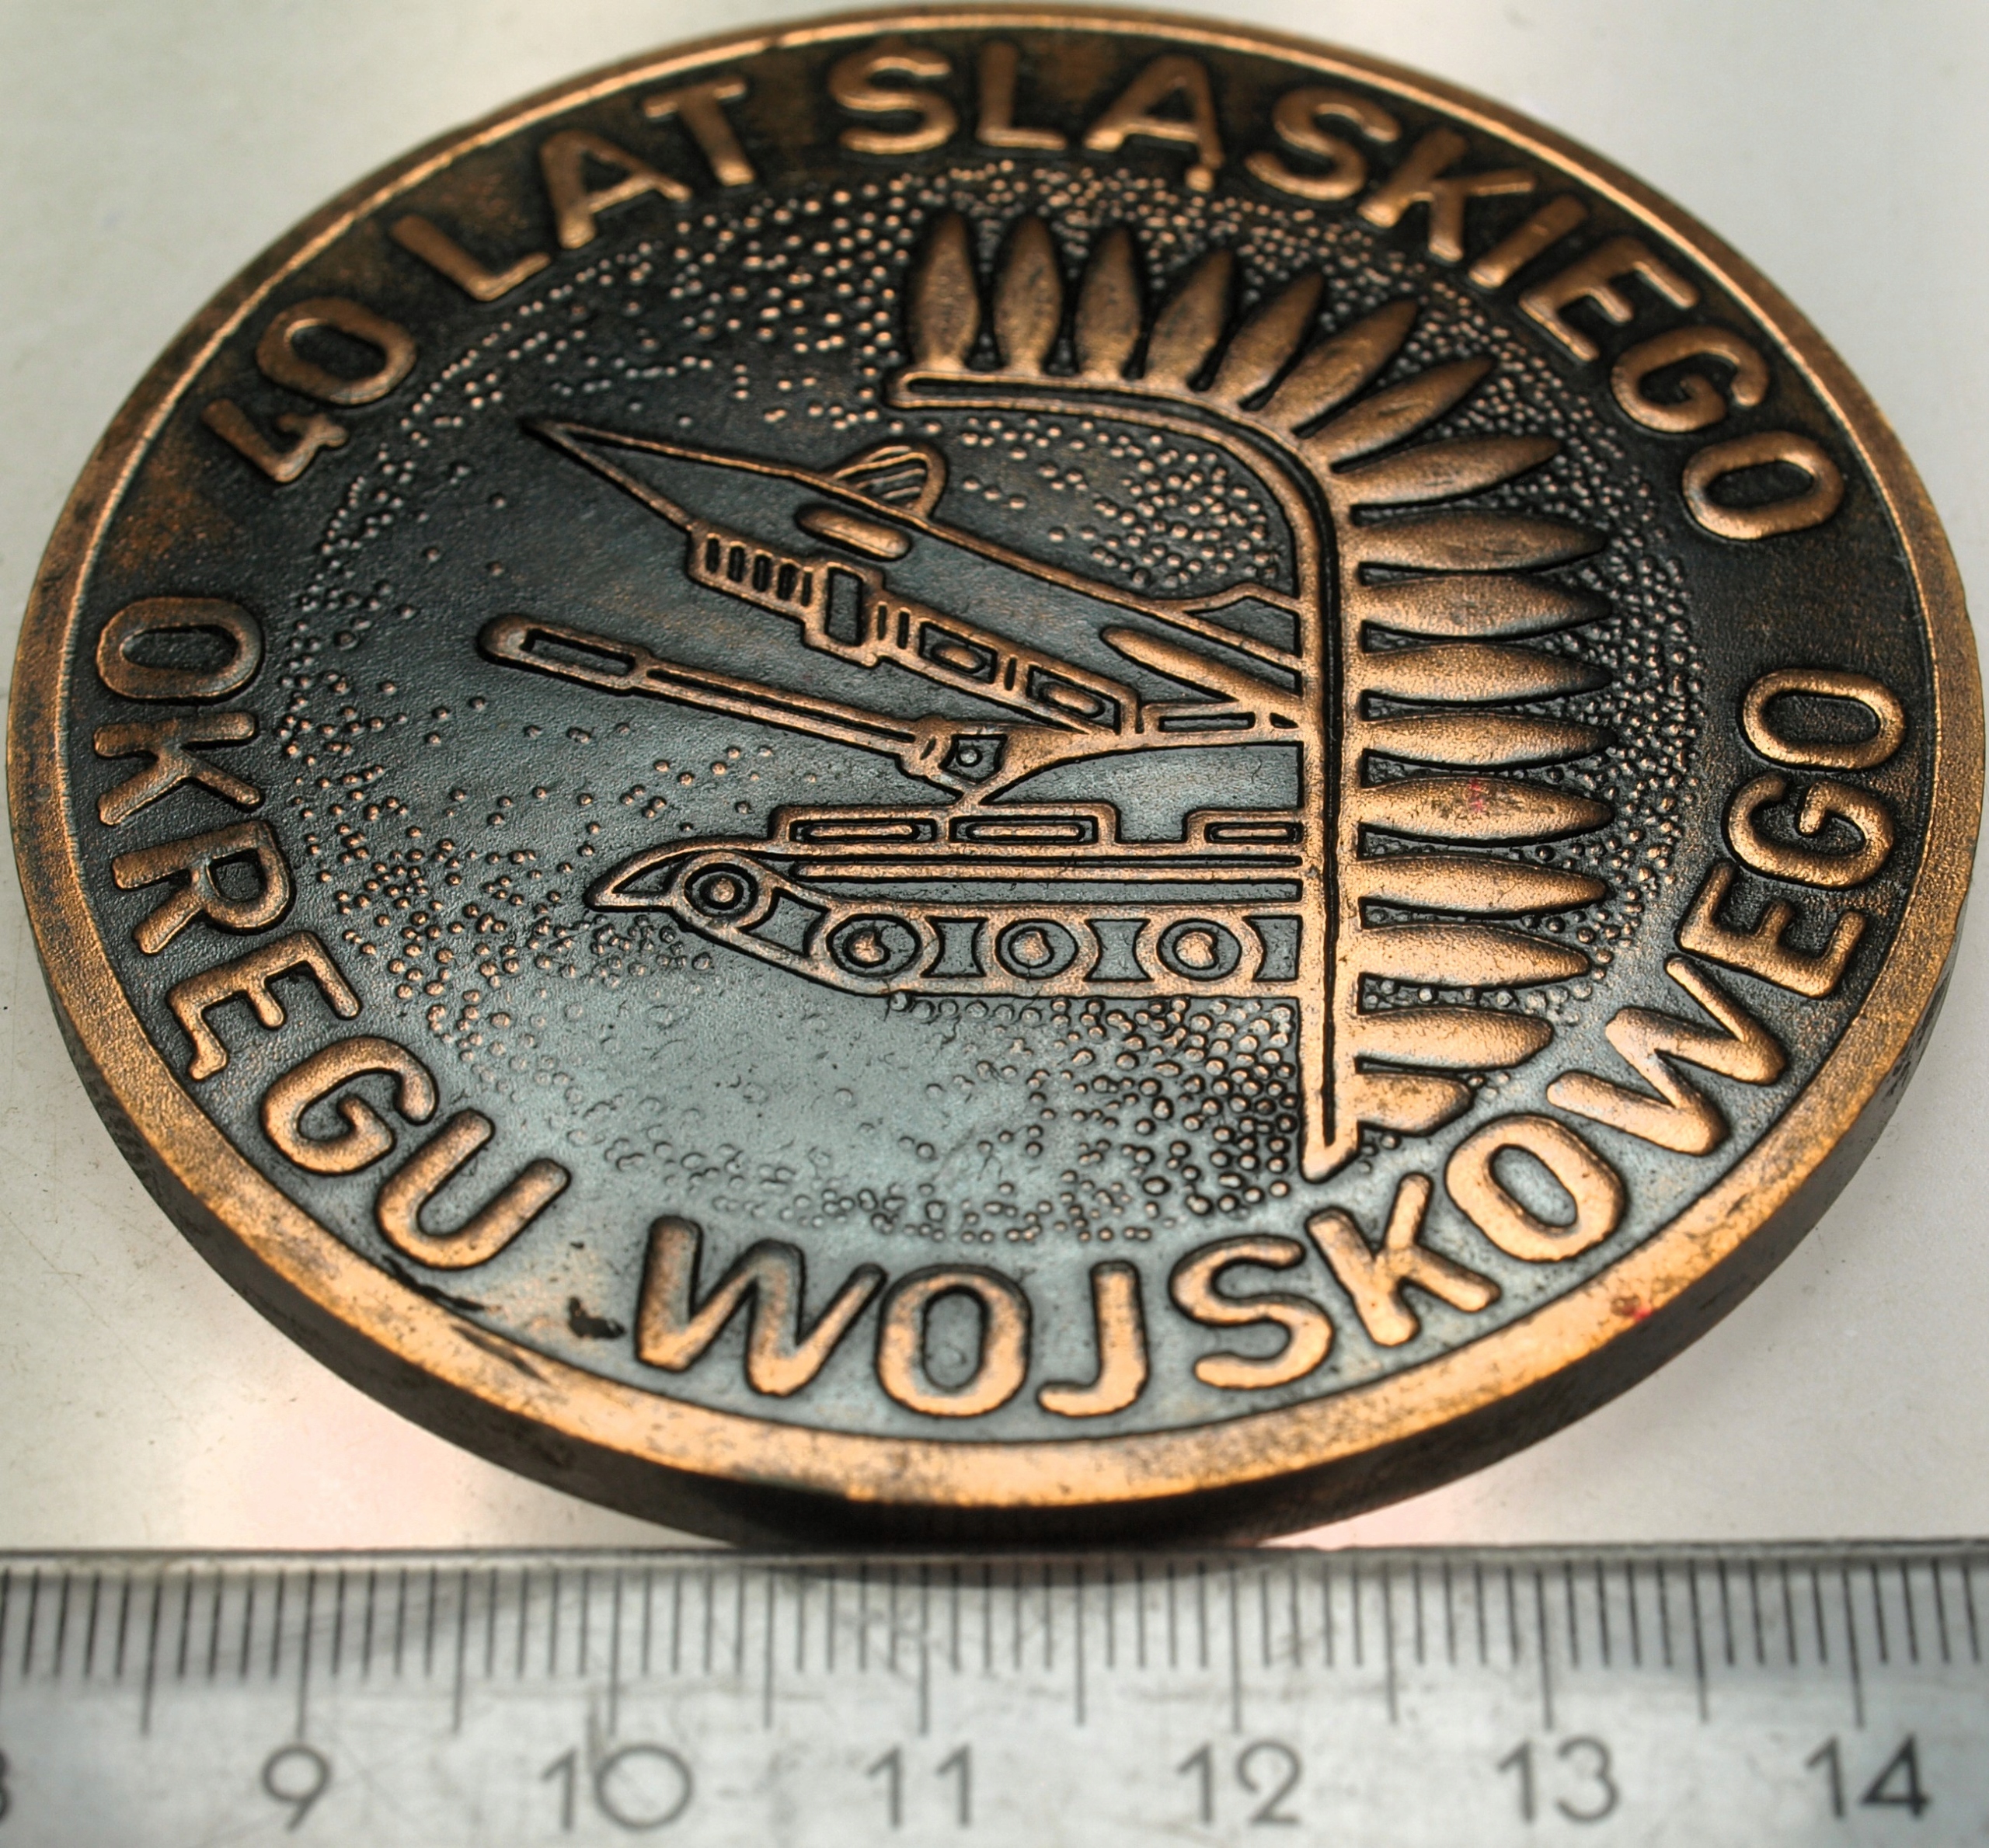 40 LAT ŚLĄSKIEGO
OKRĘGU WOJSKOWEGO
9 10 11 12 13 14